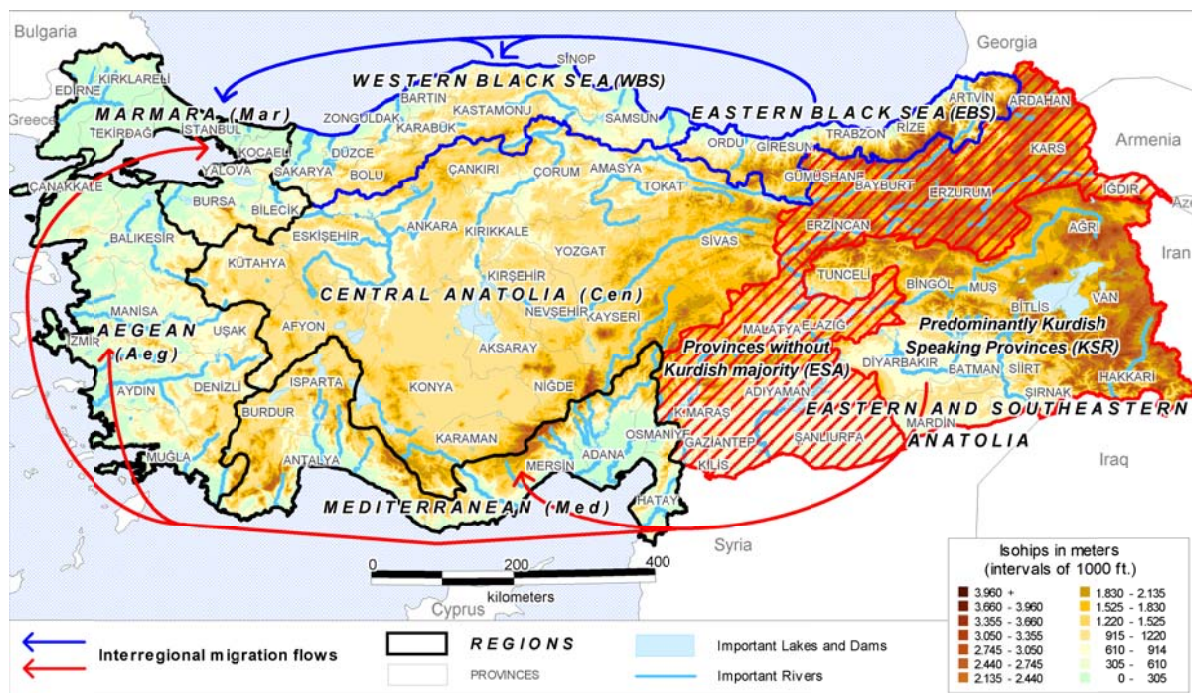 Bulgaria
Georgia
SİNOP
WESTERN BLACK SEA (WBS)
KIRKLARELİ
EDİRNE
BARTIN
KASTAMONU
ARTVİN
ARDAHAN
MARMARA (Mar)
ZONGULDAK
KARABÜK
SAMSUN
EASTERN BLACK SEA (EBS)
Greece
TEKİRDAĞ
İSTANBUL
RİZE
TRABZON
Armenia
KOCAELİ
DÜZCE
ORDU
GİRESUN
KARS
YALOVA
SAKARYA
BOLU
ÇANKIRI
ÇORUM
AMASYA
GÜMÜŞHANE
BAYBURT
ÇANAKKALE
BURSA
BİLECİK
TOKAT
ERZURUM
IĞDIR
Az
BALIKESİR
ESKİŞEHİR
ANKARA
KIRIKKALE
SİVAS
ERZİNCAN
AĞRI
KÜTAHYA
YOZGAT
Iran
KIRŞEHİR
TUNCELİ
BİNGÖL
MUŞ
CENTRAL ANATOLIA (Cen)
BİTLİS
VAN
MANİSA
NEVŞEHİR
KAYSERİ
UŞAK
AFYON
MALATYA
ELAZIĞ
Predominantly Kurdish
İZMİR
AEGEAN
(Aeg)
AKSARAY
Provinces without
Speaking Provinces (KSR)
DİYARBAKIR
Kurdish majority (ESA)
BATMAN
SİİRT
AYDIN
DENİZLİ
ISPARTA
KONYA
NİĞDE
HAKKARİ
ADIYAMAN
ŞIRNAK
BURDUR
K.MARAŞ
EASTERN AND SOUTHEASTERN
MARDİN
ANATOLIA
KARAMAN
OSMANİYE
ADANA
GAZİANTEP
ŞANLIURFA
MUĞLA
ANTALYA
MERSİN
KİLİS
Iraq
MEDITERRANEAN (Med)
HATAY
Syria
0 200 400
kilometers
Cyprus
Isohips in meters
(intervals of 1000 ft.)
3.960 +
3.660 - 3.960
3.355 - 3.660
3.050 - 3.355
2.745 - 3.050
2.440 - 2.745
2.135 - 2.440
1.830 - 2.135
1.525 - 1.830
1.220 - 1.525
915 - 1220
610 - 914
305 - 610
0 - 305
Interregional migration flows
REGIONS
PROVINCES
Important Lakes and Dams
Important Rivers